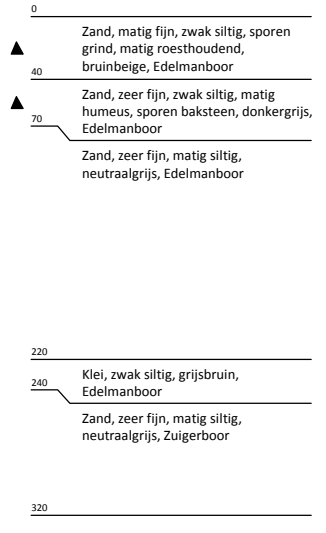 0
Zand, matig fijn, zwak siltig, sporen
grind, matig roesthoudend,
bruinbeige, Edelmanboor
40
Zand, zeer fijn, zwak siltig, matig
humeus, sporen baksteen, donkergrijs,
Edelmanboor
70
Zand, zeer fijn, matig siltig,
neutraalgrijs, Edelmanboor
220
Klei, zwak siltig, grijsbruin,
Edelmanboor
240
Zand, zeer fijn, matig siltig,
neutraalgrijs, Zuigerboor
320